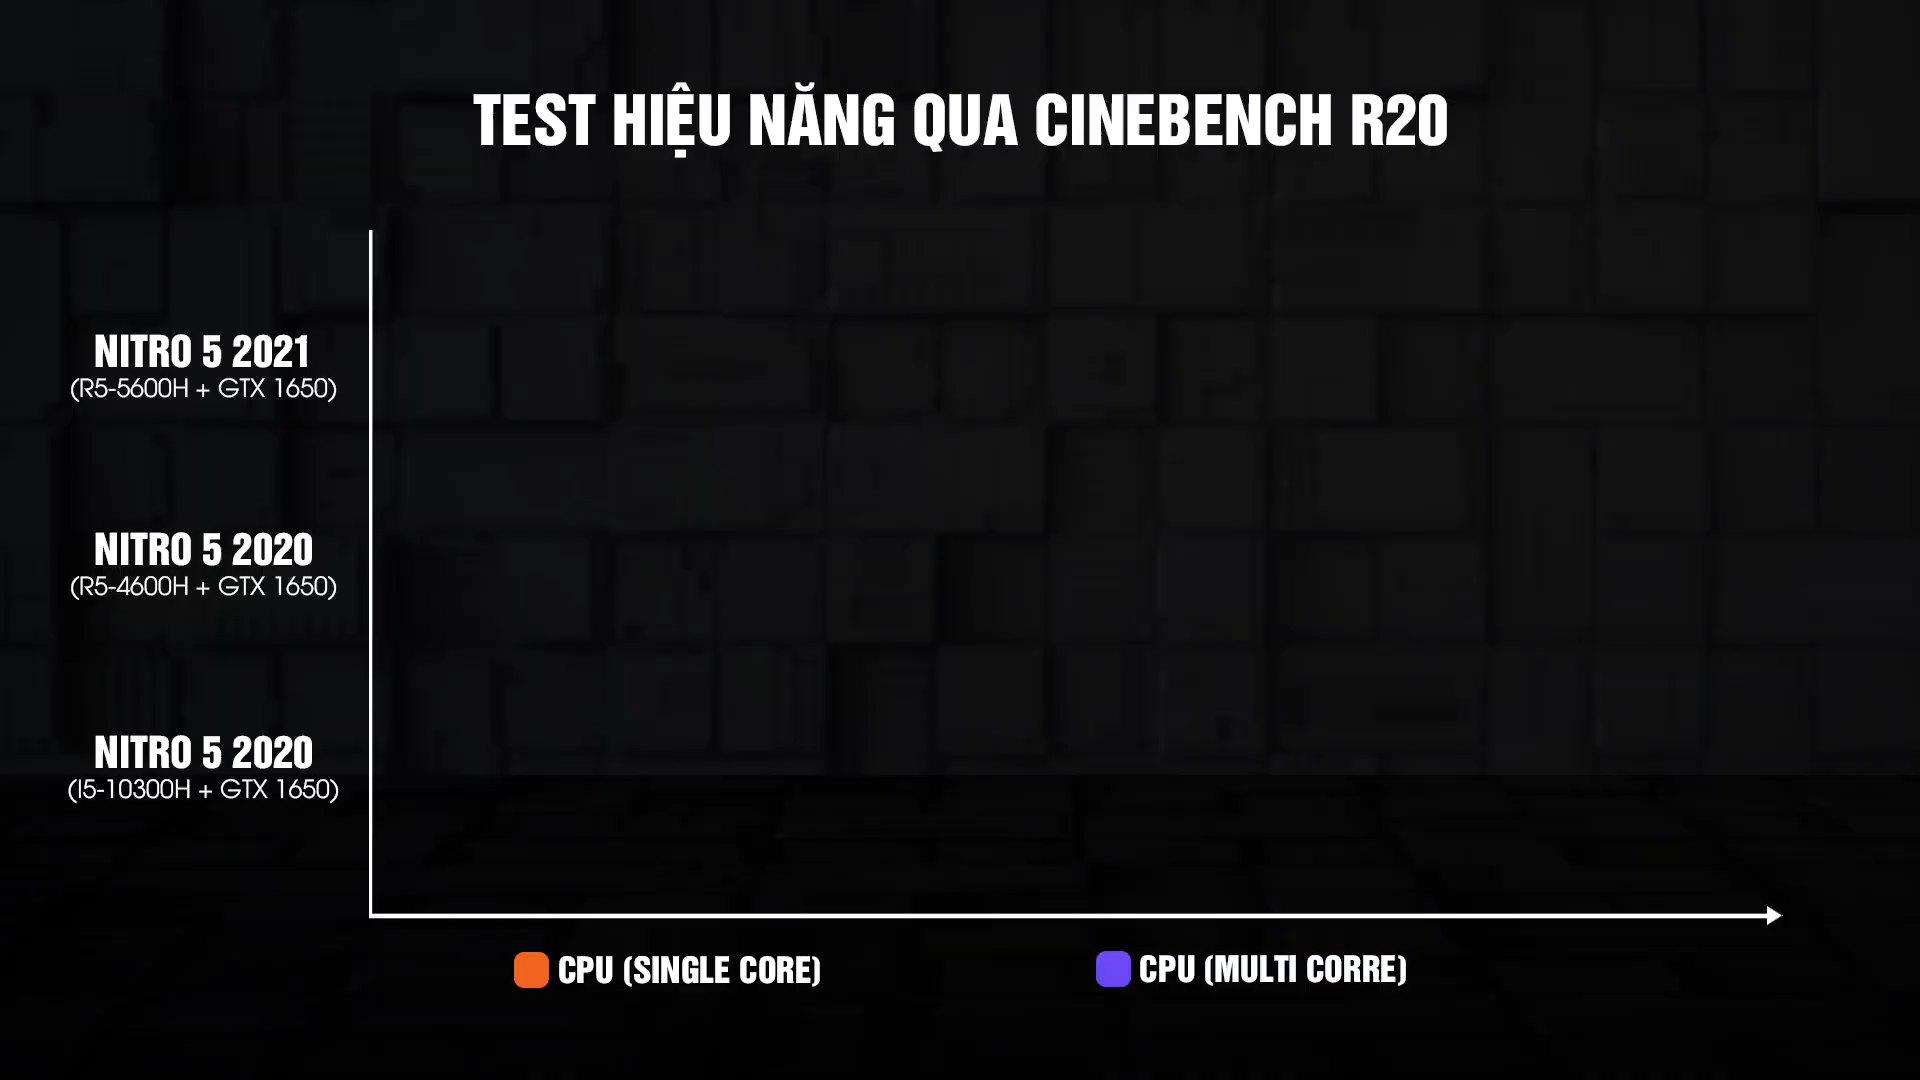 TEST HIỆU NĂNG QUA CINEBENCH R20
NITRO 5 2021
(R5-5600H + GTX 1650)
NITRO 5 2020
(R5-4600H + GTX 1650)
NITRO 5 2020
(I5-10300H + GTX 1650)
CPU (SINGLE CORE)
CPU (MULTI CORRE)